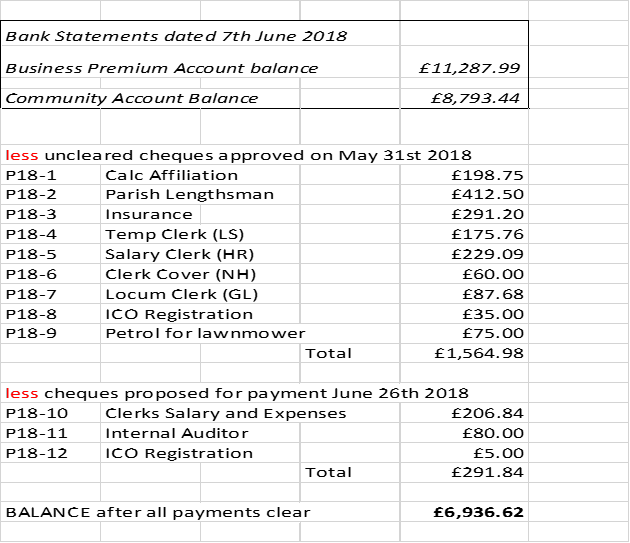 Bank Statements dated 7th June 2018
Business Premium Account balance £11,287.99
Community Account Balance £8,793.44
less uncleared cheques approved on May 31st 2018
P18-1 Calc Affiliation £198.75
P18-2 Parish Lengthsman £412.50
P18-3 Insurance £291.20
P18-4 Temp Clerk (LS) £175.76
P18-5 Salary Clerk (HR) £229.09
P18-6 Clerk Cover (NH) £60.00
P18-7 Locum Clerk (GL) £87.68
P18-8 ICO Registration £35.00
P18-9 Petrol for lawnmower £75.00
Total £1,564.98
less cheques proposed for payment June 26th 2018
P18-10 Clerks Salary and Expenses £206.84
P18-11 Internal Auditor £80.00
P18-12 ICO Registration £5.00
Total £291.84
BALANCE after all payments clear £6,936.62